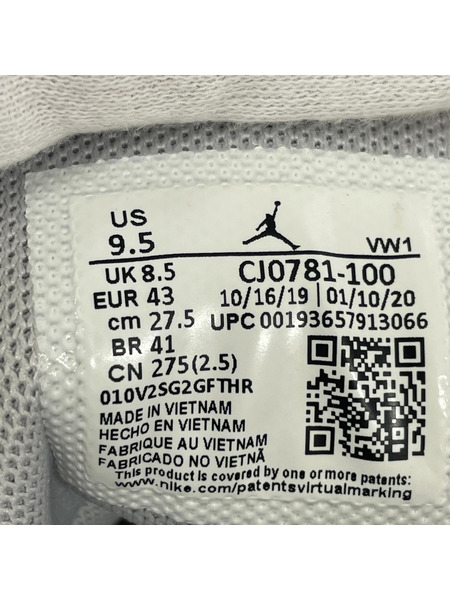 US
9.5
VW1
UK 8.5
CJ0781-100
EUR 43
10/16/19 | 01/10/20
cm 27.5
UPC 00193657913066
BR 41
CN 275(2.5)
010V2SG2GFTHR
MADE IN VIETNAM
HECHO EN VIETNAM
FABRIQUE AU VIETNAM
FABRICADO NO VIETNÃ
This product is covered by one or more patents:
www.nike.com/patentsvirtualmarking